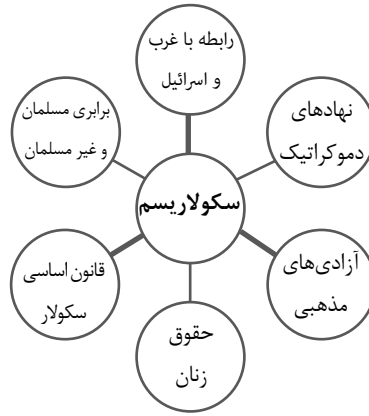 رابطه با غرب
و اسرائیل
نهادهای
دموکراتیک
برابری مسلمان
و غیر مسلمان
سکولاریسم
آزادی‌های
مذهبی
قانون اساسی
سکولار
حقوق
زنان